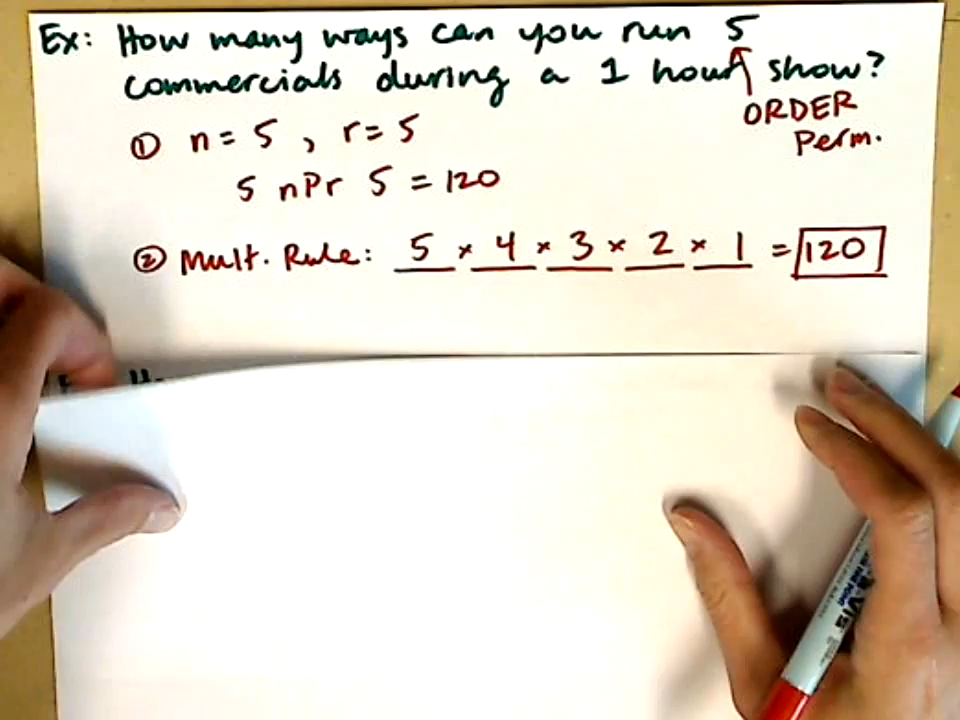 Ex: How many ways can you run 5
commercials during a 1 hour show?
ORDER
Perm.
① n = 5 , r = 5
5 nPr 5 = 120
② Mult. Rule: 5 × 4 × 3 × 2 × 1 = 120